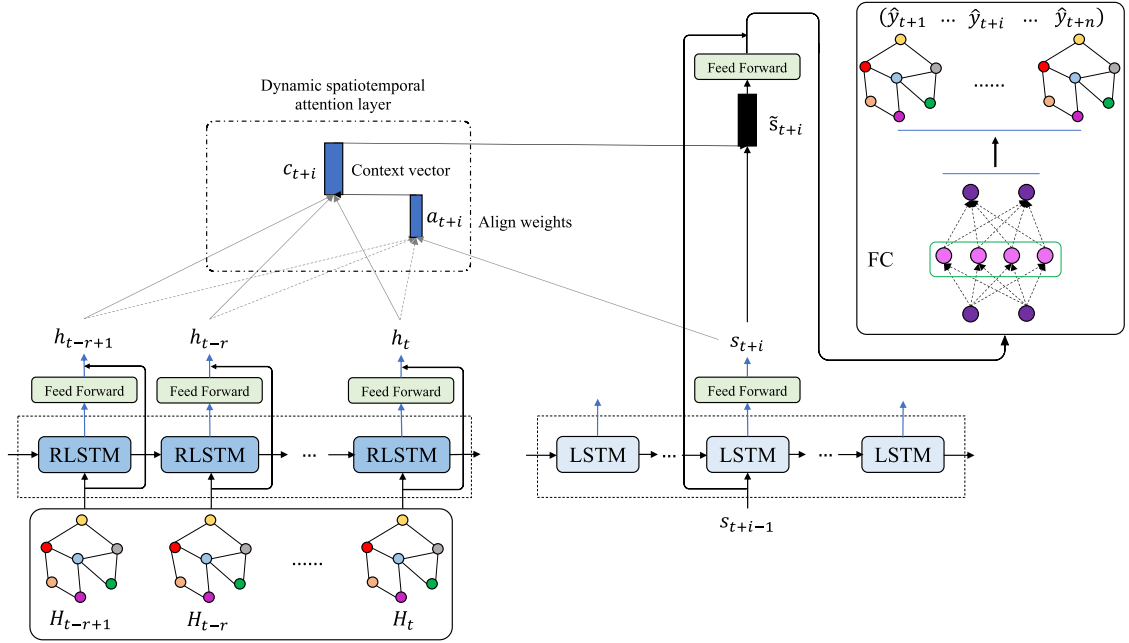 (ŷ_{t+1} ... ŷ_{t+i} ... ŷ_{t+n})
Feed Forward
......
Dynamic spatiotemporal
attention layer
s̃_{t+i}
c_{t+i} Context vector
a_{t+i} Align weights
FC
h_{t-r+1} h_{t-r} h_t s_{t+i}
Feed Forward Feed Forward Feed Forward Feed Forward
RLSTM RLSTM ... RLSTM LSTM ... LSTM ... LSTM
s_{t+i-1}
......
H_{t-r+1} H_{t-r} H_t